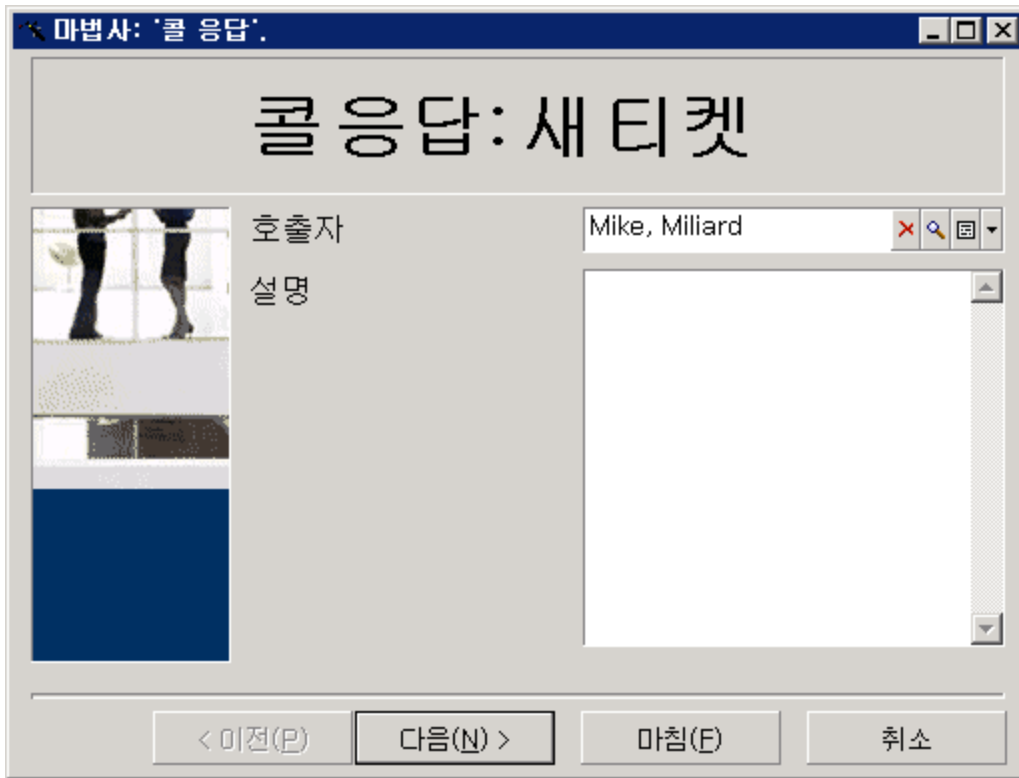 마법사: '콜 응답'.
콜 응답: 새 티켓
호출자
Mike, Miliard
설명
< 이전(P)
다음(N) >
마침(F)
취소